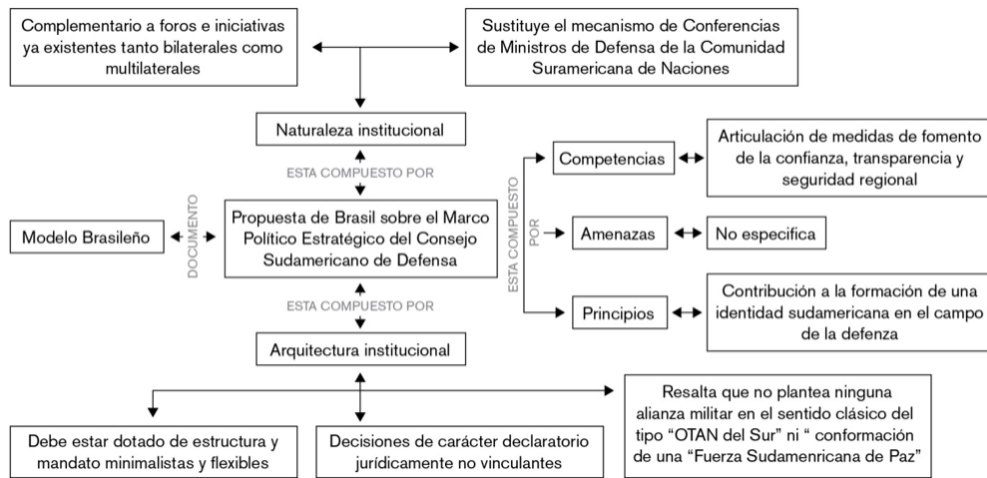 Complementario a foros e iniciativas
ya existentes tanto bilaterales como
multilaterales
Sustituye el mecanismo de Conferencias
de Ministros de Defensa de la Comunidad
Suramericana de Naciones
Naturaleza institucional
ESTA COMPUESTO POR
Modelo Brasileño
DOCUMENTO
Propuesta de Brasil sobre el Marco
Político Estratégico del Consejo
Sudamericano de Defensa
ESTA COMPUESTO
POR
Competencias
Articulación de medidas de fomento
de la confianza, transparencia y
seguridad regional
Amenazas
No especifica
Principios
Contribución a la formación de una
identidad sudamericana en el campo
de la defenza
ESTA COMPUESTO POR
Arquitectura institucional
Debe estar dotado de estructura y
mandato minimalistas y flexibles
Decisiones de carácter declaratorio
jurídicamente no vinculantes
Resalta que no plantea ninguna
alianza militar en el sentido clásico del
tipo “OTAN del Sur” ni “ conformación
de una “Fuerza Sudamenricana de Paz”